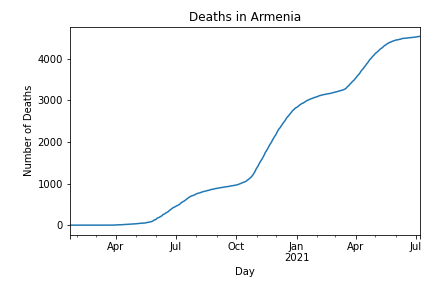 Deaths in Armenia
Number of Deaths
4000
3000
2000
1000
0
Apr Jul Oct Jan Apr Jul
2021
Day